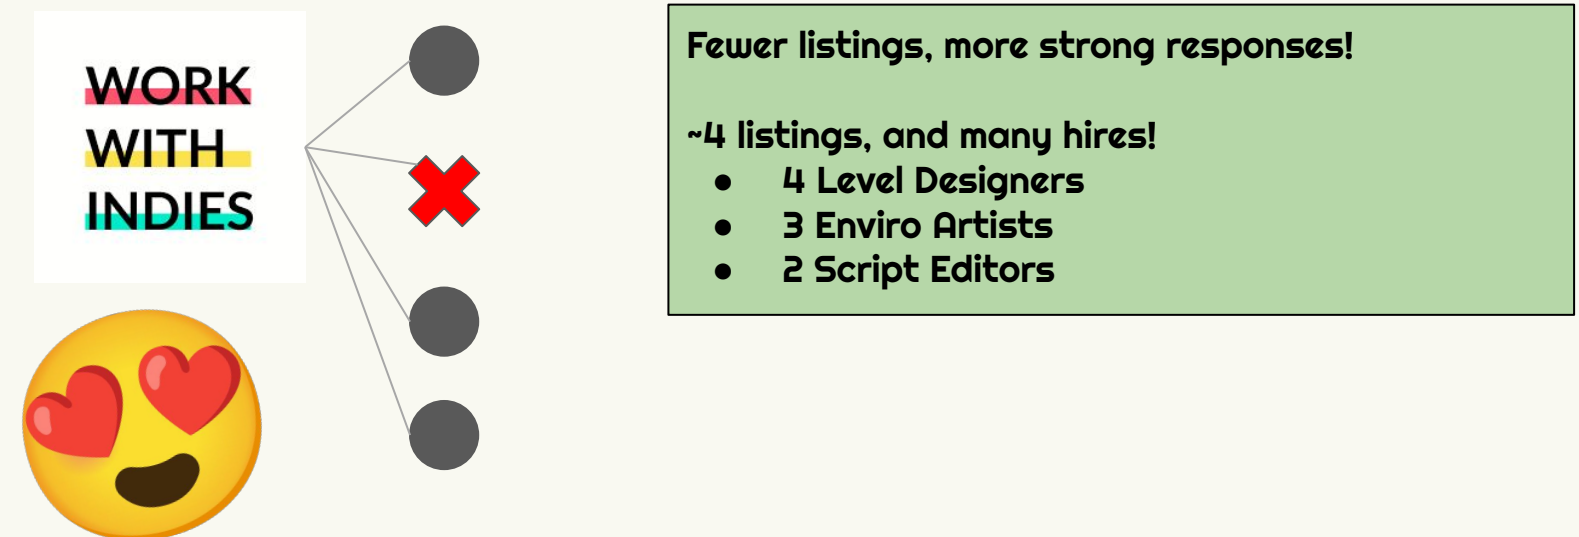 WORK
WITH
INDIES
Fewer listings, more strong responses!
~4 listings, and many hires!
● 4 Level Designers
● 3 Enviro Artists
● 2 Script Editors